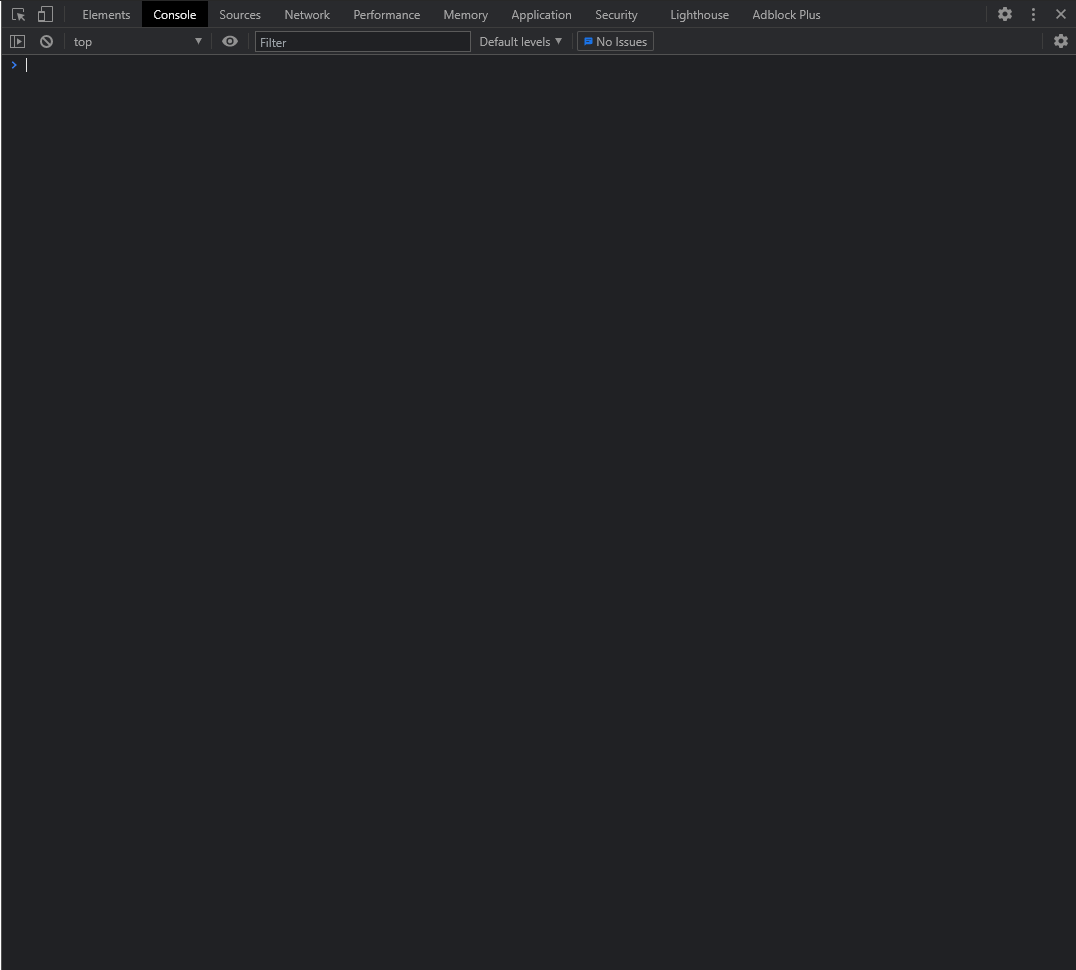 Elements Console Sources Network Performance Memory Application Security Lighthouse Adblock Plus
top Filter Default levels No Issues